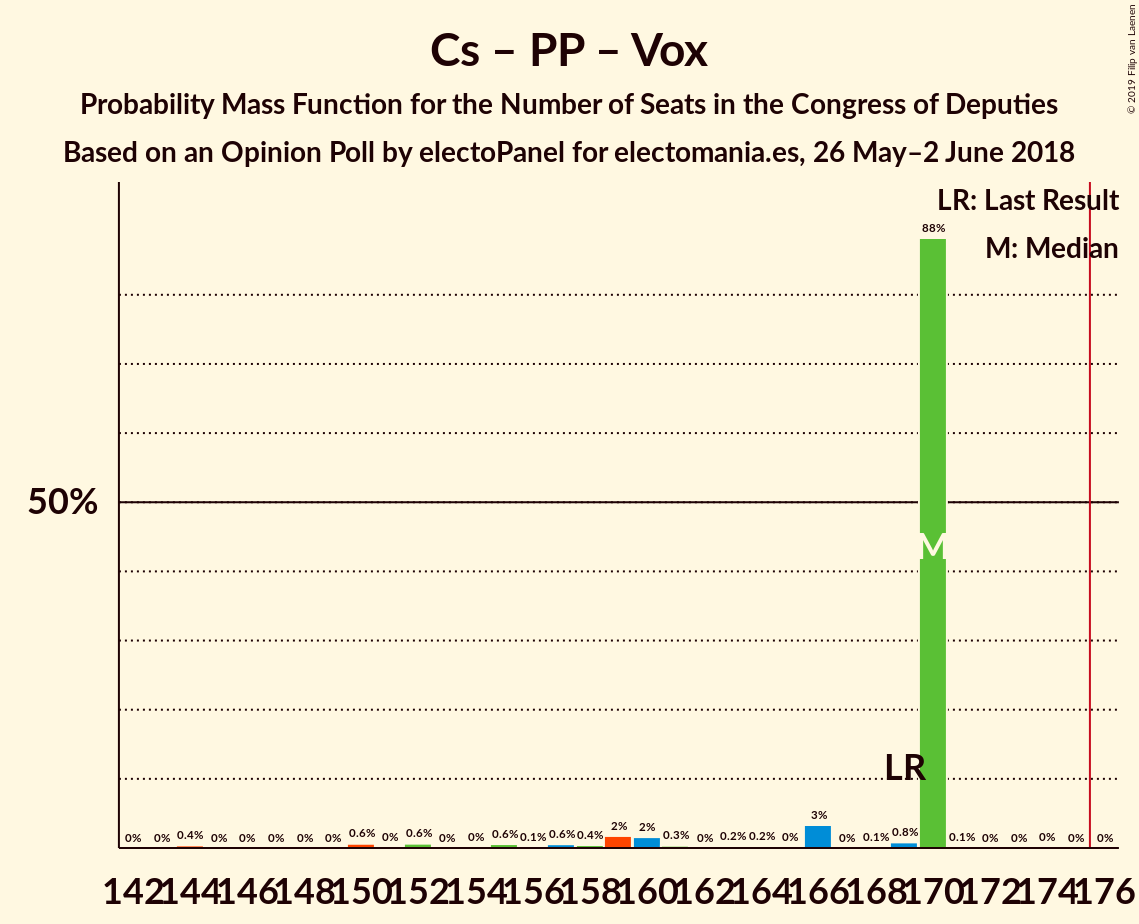 Cs – PP – Vox
Probability Mass Function for the Number of Seats in the Congress of Deputies
Based on an Opinion Poll by electoPanel for electomania.es, 26 May–2 June 2018
© 2019 Filip van Laenen
LR: Last Result
M: Median
88%
50%
M
LR
0% 0% 0.4% 0% 0% 0% 0% 0% 0.6% 0% 0.6% 0% 0% 0.6% 0.1% 0.6% 0.4% 2% 2% 0.3% 0% 0.2% 0.2% 0% 3% 0% 0.1% 0.8% 0.1% 0% 0% 0% 0% 0%
142 144 146 148 150 152 154 156 158 160 162 164 166 168 170 172 174 176